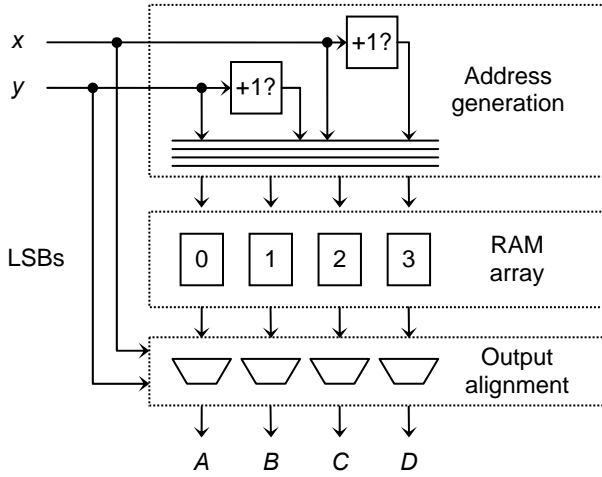 x
+1?
y
+1?
Address
generation
LSBs
0 1 2 3
RAM
array
Output
alignment
A B C D